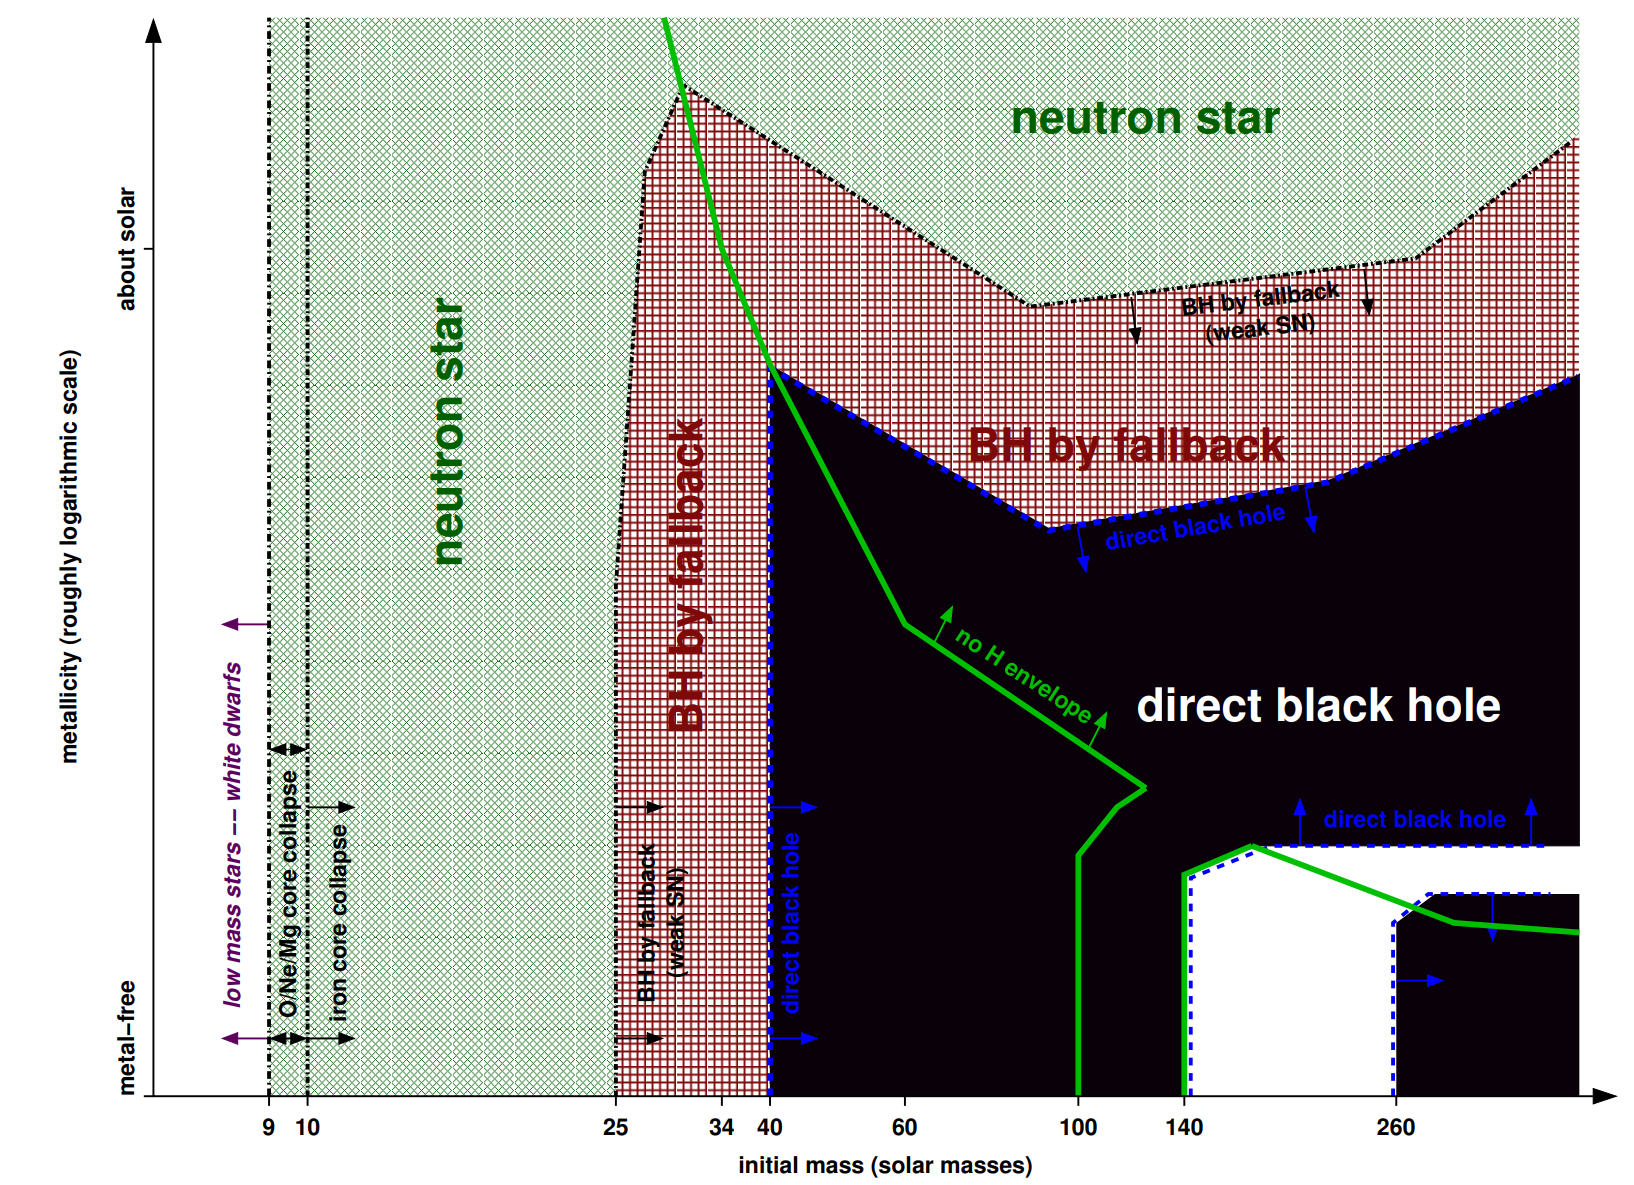 neutron star
about solar
BH by fallback
(weak SN)
neutron star
BH by fallback
BH by fallback
direct black hole
metallicity (roughly logarithmic scale)
no H envelope
direct black hole
low mass stars −− white dwarfs
O/Ne/Mg core collapse
iron core collapse
BH by fallback
(weak SN)
direct black hole
direct black hole
metal−free
9 10 25 34 40 60 100 140 260
initial mass (solar masses)